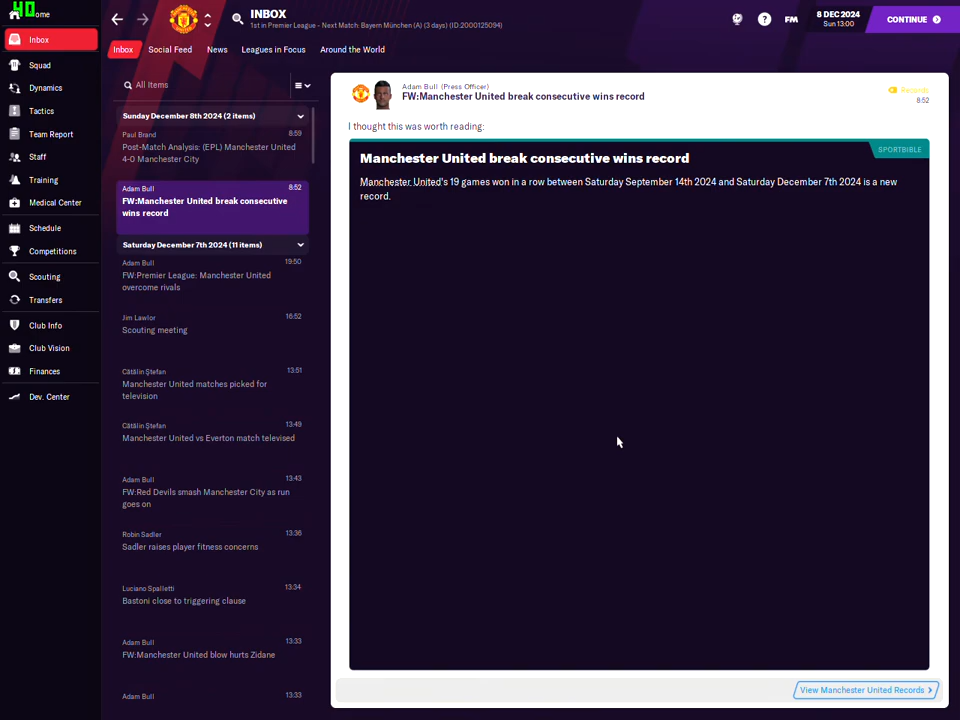 40
ome
INBOX
1st in Premier League - Next Match: Bayern München (A) (3 days) (ID:2000125094)
?
FM
8 DEC 2024
Sun 13:00
CONTINUE
Inbox
Social Feed
News
Leagues in Focus
Around the World
Inbox
Squad
Dynamics
Tactics
Team Report
Staff
Training
Medical Center
Schedule
Competitions
Scouting
Transfers
Club Info
Club Vision
Finances
Dev. Center
All Items
Sunday December 8th 2024 (2 items)
Paul Brand 8:59
Post-Match Analysis: (EPL) Manchester United
4-0 Manchester City
Adam Bull 8:52
FW:Manchester United break consecutive
wins record
Saturday December 7th 2024 (11 items)
Adam Bull 19:50
FW:Premier League: Manchester United
overcome rivals
Jim Lawlor 16:52
Scouting meeting
Cătălin Ştefan 13:51
Manchester United matches picked for
television
Cătălin Ştefan 13:49
Manchester United vs Everton match televised
Adam Bull 13:43
FW:Red Devils smash Manchester City as run
goes on
Robin Sadler 13:36
Sadler raises player fitness concerns
Luciano Spalletti 13:34
Bastoni close to triggering clause
Adam Bull 13:33
FW:Manchester United blow hurts Zidane
Adam Bull 13:33
Adam Bull (Press Officer)
FW:Manchester United break consecutive wins record
Records
8:52
I thought this was worth reading:
SPORTBIBLE
Manchester United break consecutive wins record
Manchester United's 19 games won in a row between Saturday September 14th 2024 and Saturday December 7th 2024 is a new
record.
View Manchester United Records